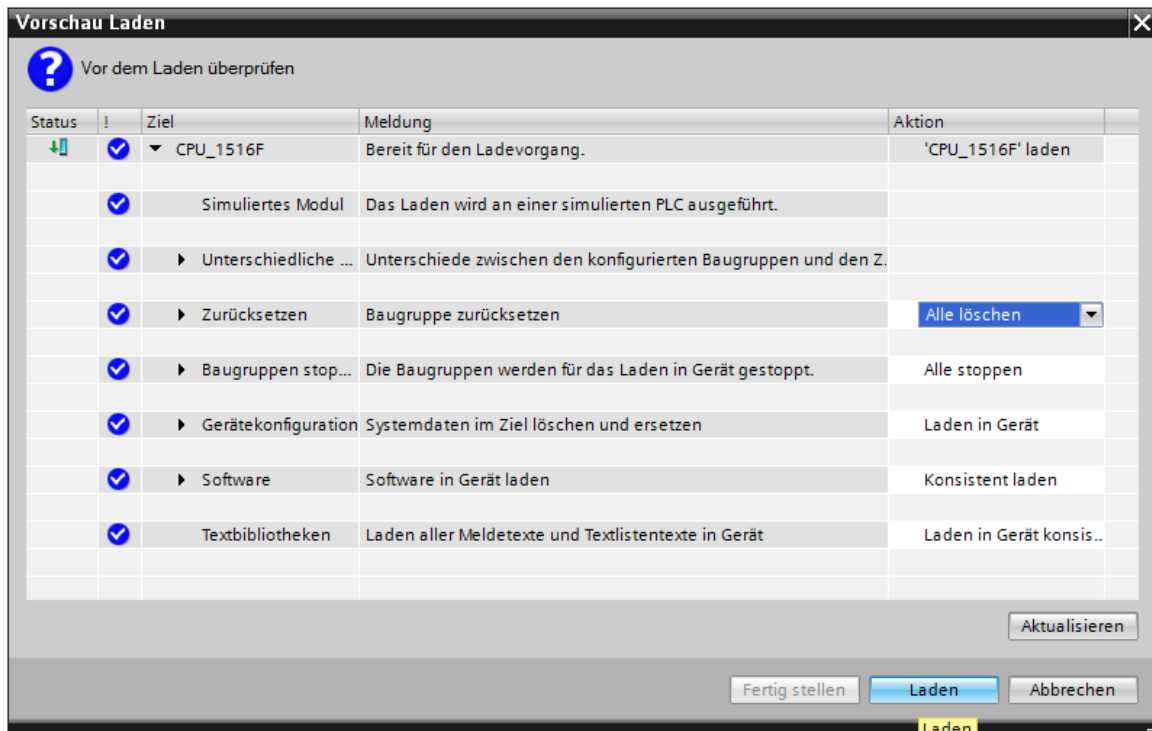 Vorschau Laden
Vor dem Laden überprüfen
Status ! Ziel Meldung Aktion
CPU_1516F Bereit für den Ladevorgang. 'CPU_1516F' laden
Simuliertes Modul Das Laden wird an einer simulierten PLC ausgeführt.
Unterschiedliche ... Unterschiede zwischen den konfigurierten Baugruppen und den Z.
Zurücksetzen Baugruppe zurücksetzen Alle löschen
Baugruppen stop... Die Baugruppen werden für das Laden in Gerät gestoppt. Alle stoppen
Gerätekonfiguration Systemdaten im Ziel löschen und ersetzen Laden in Gerät
Software Software in Gerät laden Konsistent laden
Textbibliotheken Laden aller Meldetexte und Textlistentexte in Gerät Laden in Gerät konsis..
Aktualisieren
Fertig stellen Laden Abbrechen
Laden